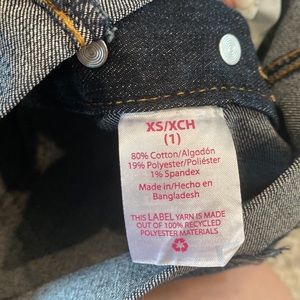 XS/XCH
(1)
80% Cotton/Algodón
19% Polyester/Poliéster
1% Spandex
Made in/Hecho en
Bangladesh
THIS LABEL YARN IS MADE
OUT OF 100% RECYCLED
POLYESTER MATERIALS